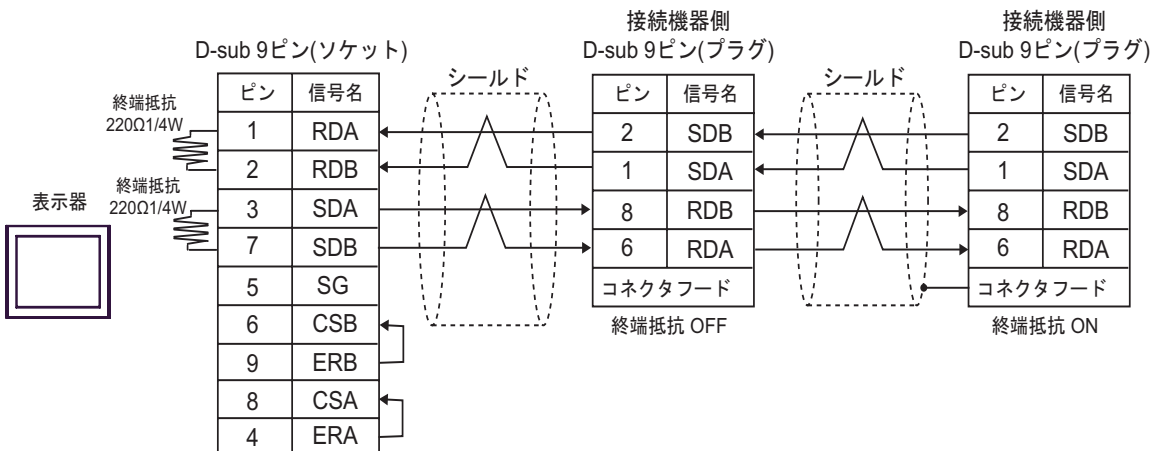 接続機器側
接続機器側
D-sub 9ピン(ソケット)
D-sub 9ピン(プラグ)
D-sub 9ピン(プラグ)
シールド
シールド
終端抵抗
220Ω1/4W
終端抵抗
220Ω1/4W
表示器
ピン 信号名
1 RDA
2 RDB
3 SDA
7 SDB
5 SG
6 CSB
9 ERB
8 CSA
4 ERA
ピン 信号名
2 SDB
1 SDA
8 RDB
6 RDA
コネクタフード
終端抵抗 OFF
ピン 信号名
2 SDB
1 SDA
8 RDB
6 RDA
コネクタフード
終端抵抗 ON